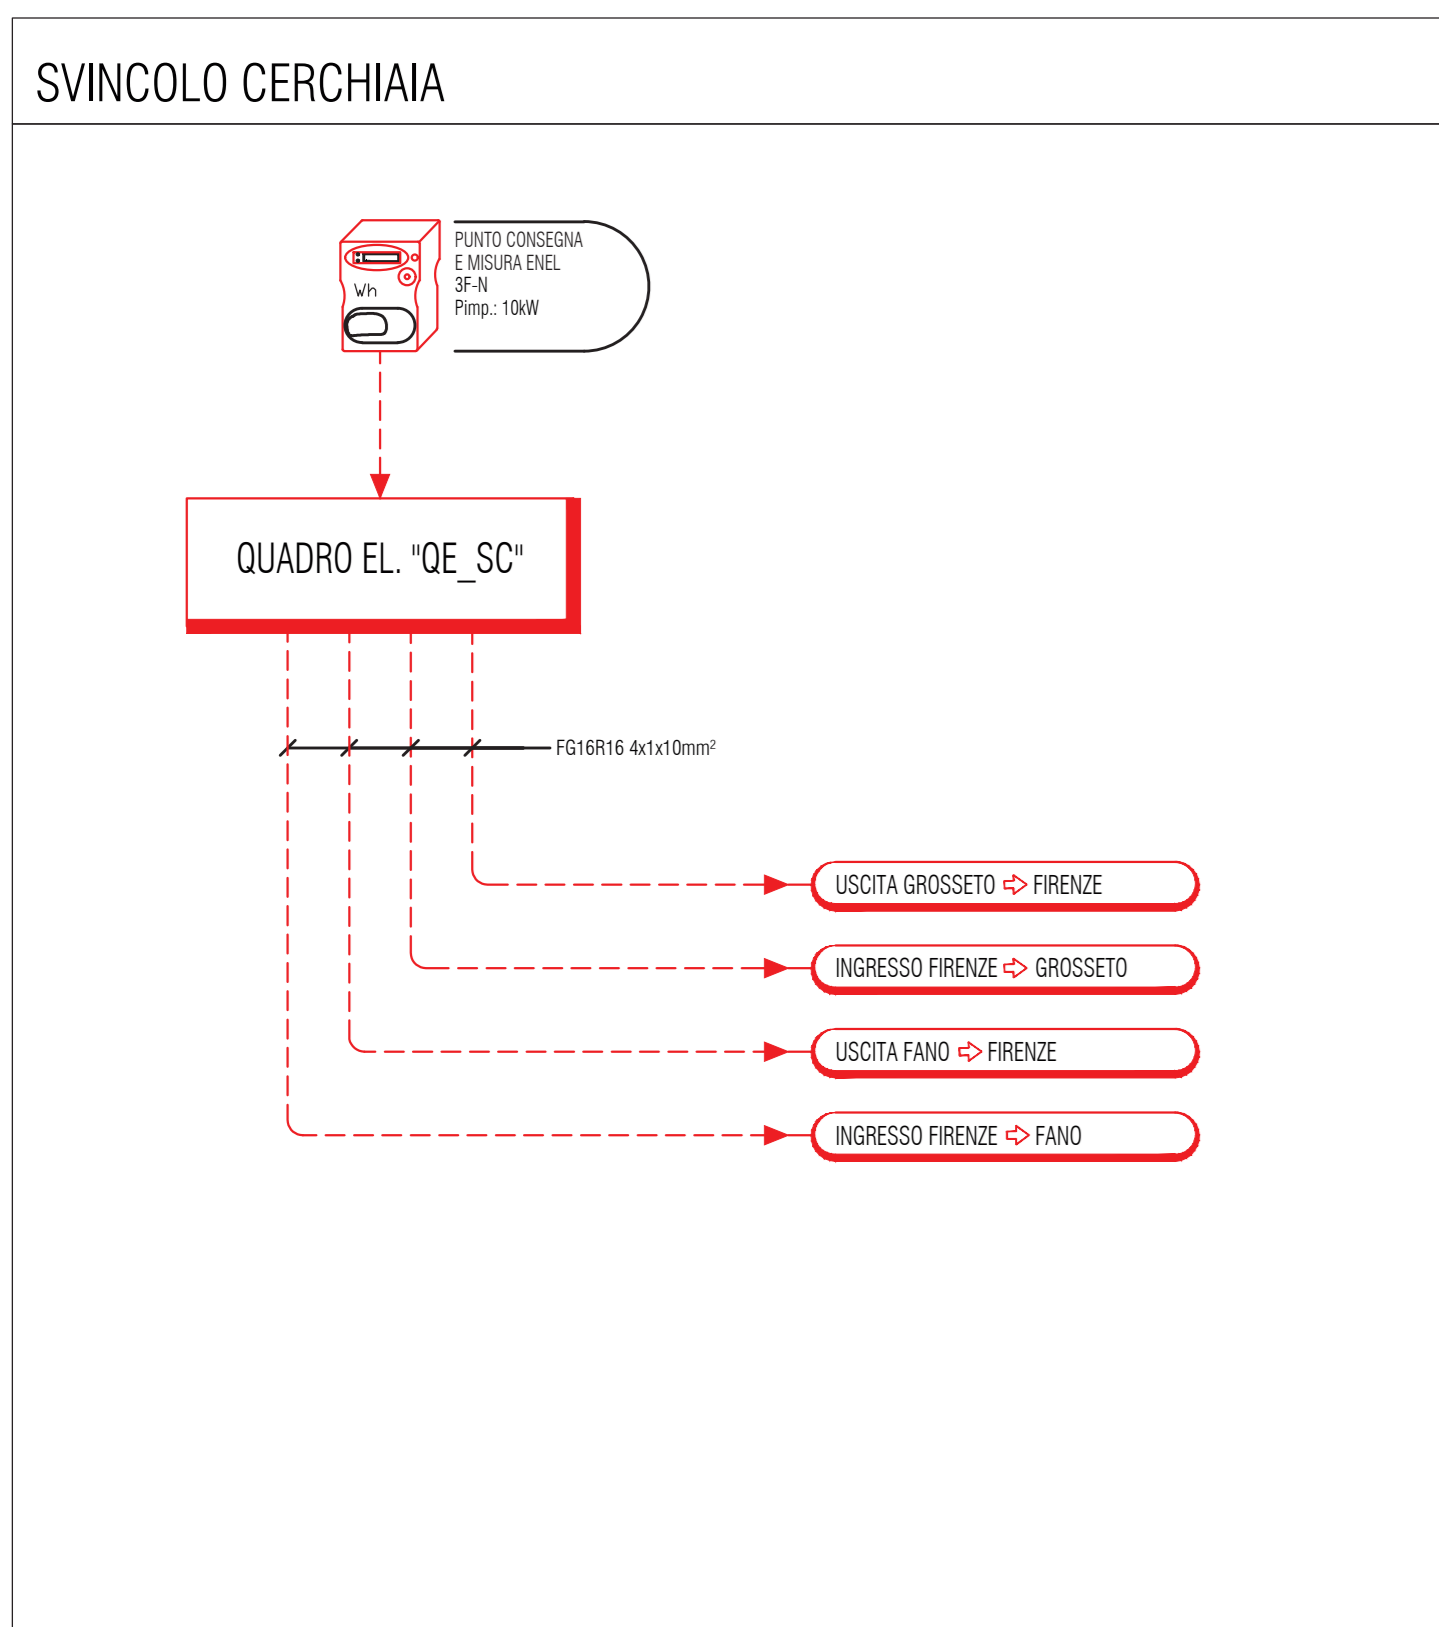 SVINCOLO CERCHIAIA
PUNTO CONSEGNA
E MISURA ENEL
3F-N
Pimp.: 10kW
Wh
QUADRO EL. "QE_SC"
FG16R16 4x1x10mm²
USCITA GROSSETO ⇨ FIRENZE
INGRESSO FIRENZE ⇨ GROSSETO
USCITA FANO ⇨ FIRENZE
INGRESSO FIRENZE ⇨ FANO